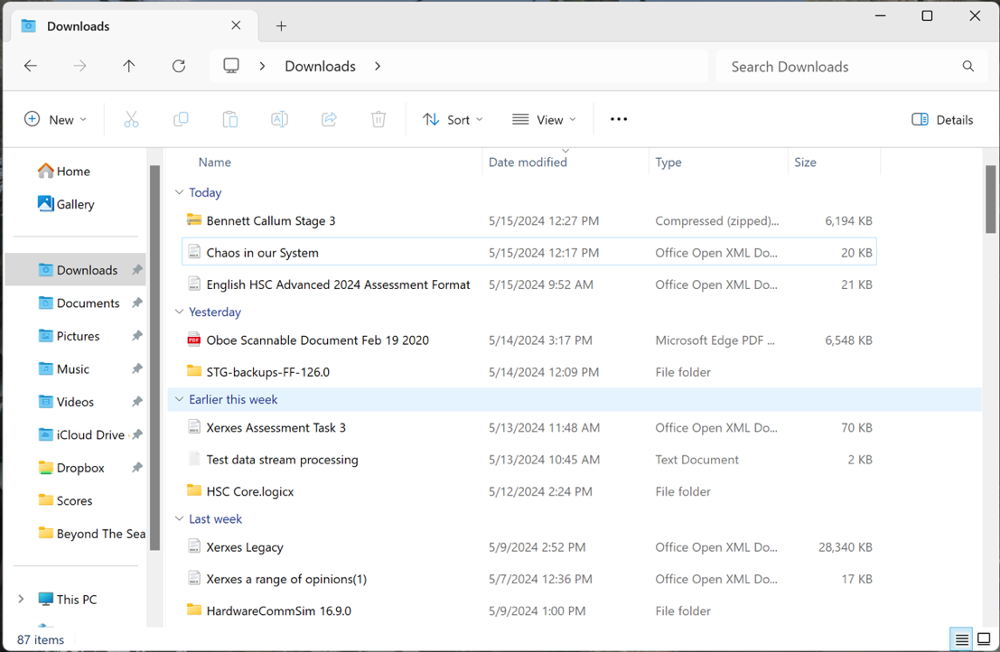 Downloads
Downloads
Search Downloads
New
Sort
View
Details
Home
Gallery
Downloads
Documents
Pictures
Music
Videos
iCloud Drive
Dropbox
Scores
Beyond The Sea
This PC
Name Date modified Type Size
Today
Bennett Callum Stage 3 5/15/2024 12:27 PM Compressed (zipped)... 6,194 KB
Chaos in our System 5/15/2024 12:17 PM Office Open XML Do... 20 KB
English HSC Advanced 2024 Assessment Format 5/15/2024 9:52 AM Office Open XML Do... 21 KB
Yesterday
Oboe Scannable Document Feb 19 2020 5/14/2024 3:17 PM Microsoft Edge PDF ... 6,548 KB
STG-backups-FF-126.0 5/14/2024 12:09 PM File folder
Earlier this week
Xerxes Assessment Task 3 5/13/2024 11:48 AM Office Open XML Do... 70 KB
Test data stream processing 5/13/2024 10:45 AM Text Document 2 KB
HSC Core.logicx 5/12/2024 2:24 PM File folder
Last week
Xerxes Legacy 5/9/2024 2:52 PM Office Open XML Do... 28,340 KB
Xerxes a range of opinions(1) 5/7/2024 12:36 PM Office Open XML Do... 17 KB
HardwareCommSim 16.9.0 5/9/2024 1:00 PM File folder
87 items